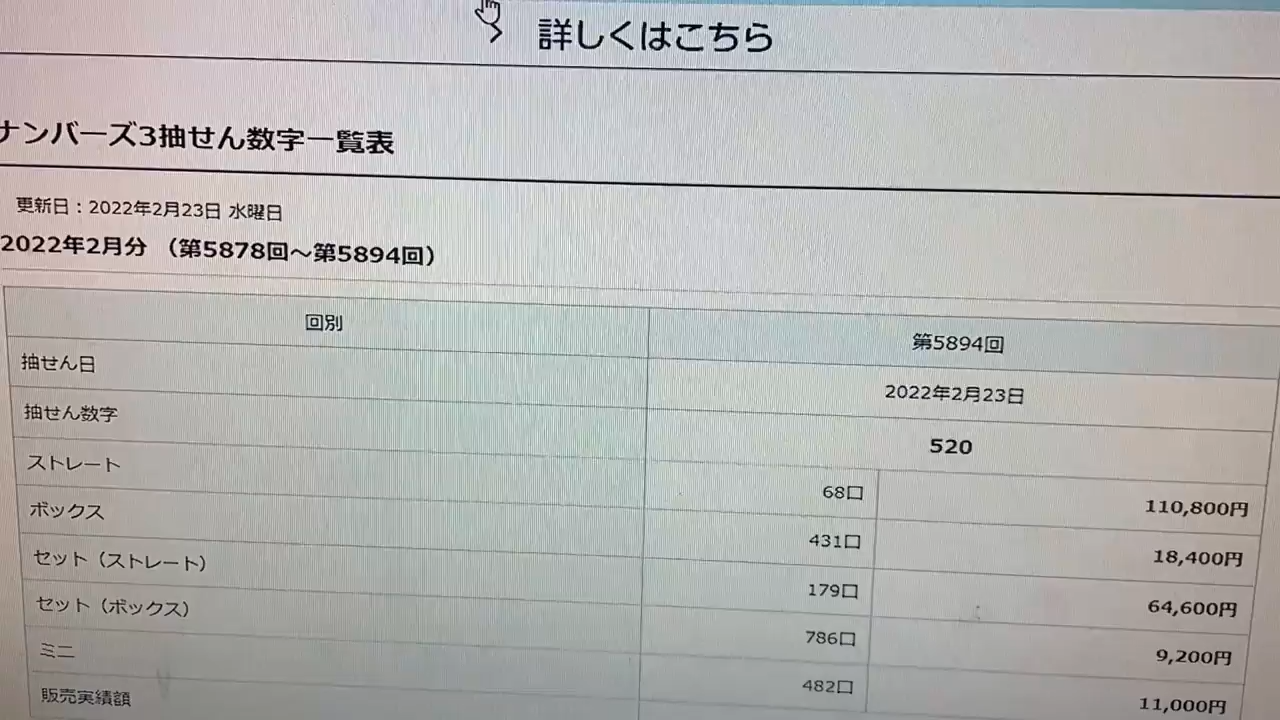 詳しくはこちら
ナンバーズ3抽せん数字一覧表
更新日：2022年2月23日 水曜日
2022年2月分 （第5878回～第5894回）
回別 第5894回
抽せん日 2022年2月23日
抽せん数字 520
ストレート 68口 110,800円
ボックス 431口 18,400円
セット（ストレート） 179口 64,600円
セット（ボックス） 786口 9,200円
ミニ 482口 11,000円
販売実績額